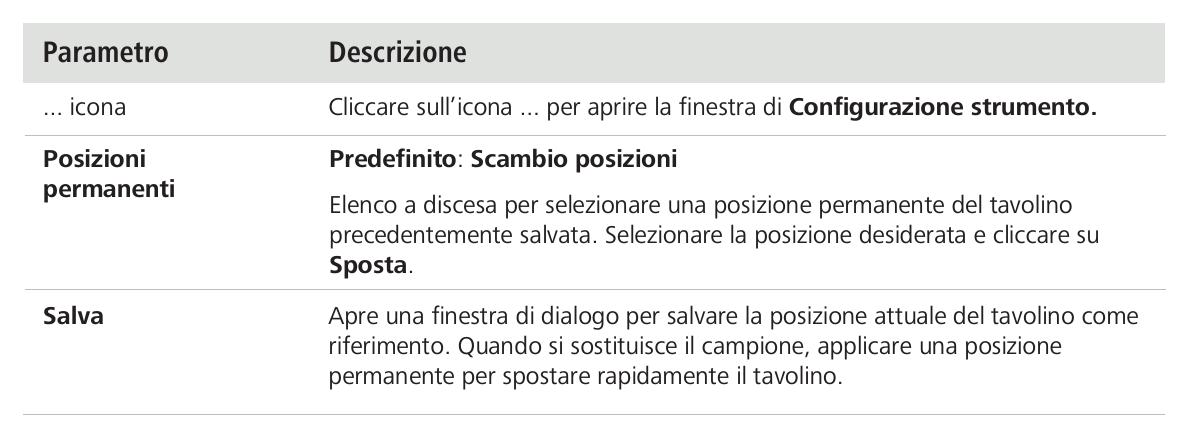 Parametro Descrizione
... icona Cliccare sull'icona ... per aprire la finestra di Configurazione strumento.
Posizioni permanenti
Predefinito: Scambio posizioni
Elenco a discesa per selezionare una posizione permanente del tavolino
precedentemente salvata. Selezionare la posizione desiderata e cliccare su
Sposta.
Salva Apre una finestra di dialogo per salvare la posizione attuale del tavolino come
riferimento. Quando si sostituisce il campione, applicare una posizione
permanente per spostare rapidamente il tavolino.